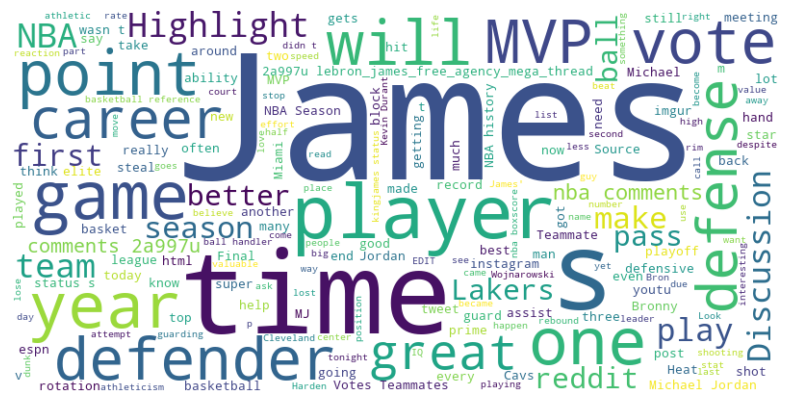 NBA wasn t say Highlight gets will hit still right something meeting MVP vote
athletic rate reaction part take around two speed didn t ball life Michael
point basketball reference 2a997u lebron_james_free_agency_mega_thread lot
career move court new ability MVP stop NBA Season imgur need beat value become m
James
often Miami love half read block Kevin Durant getting t NBA history list second less high away hand star
first really steal goes much now Source call rim despite back
think elite better place made record kingjames status James' guy nba comments defense
game played basket another player number name make use
season many believe come ball handler people good nba boxscore got Teammate playoff want
comments 2a997u big best man pass
team league html Final end Jordan EDIT see instagram yet even defensive interesting
today super way came Wojnarowski due Bron
status s know time s Lakers youtu Bronny Discussion
year lose top help valuable ask lost MJ position tweet became guard three leader Look
day attempt guarding Cleveland center prime assist rebound happen one play
defender p tonight IQ great post shooting stat last
espn dunk going every Cavs reddit Heat shot
v rotation athleticism basketball Harden Votes Teammates playing Michael Jordan